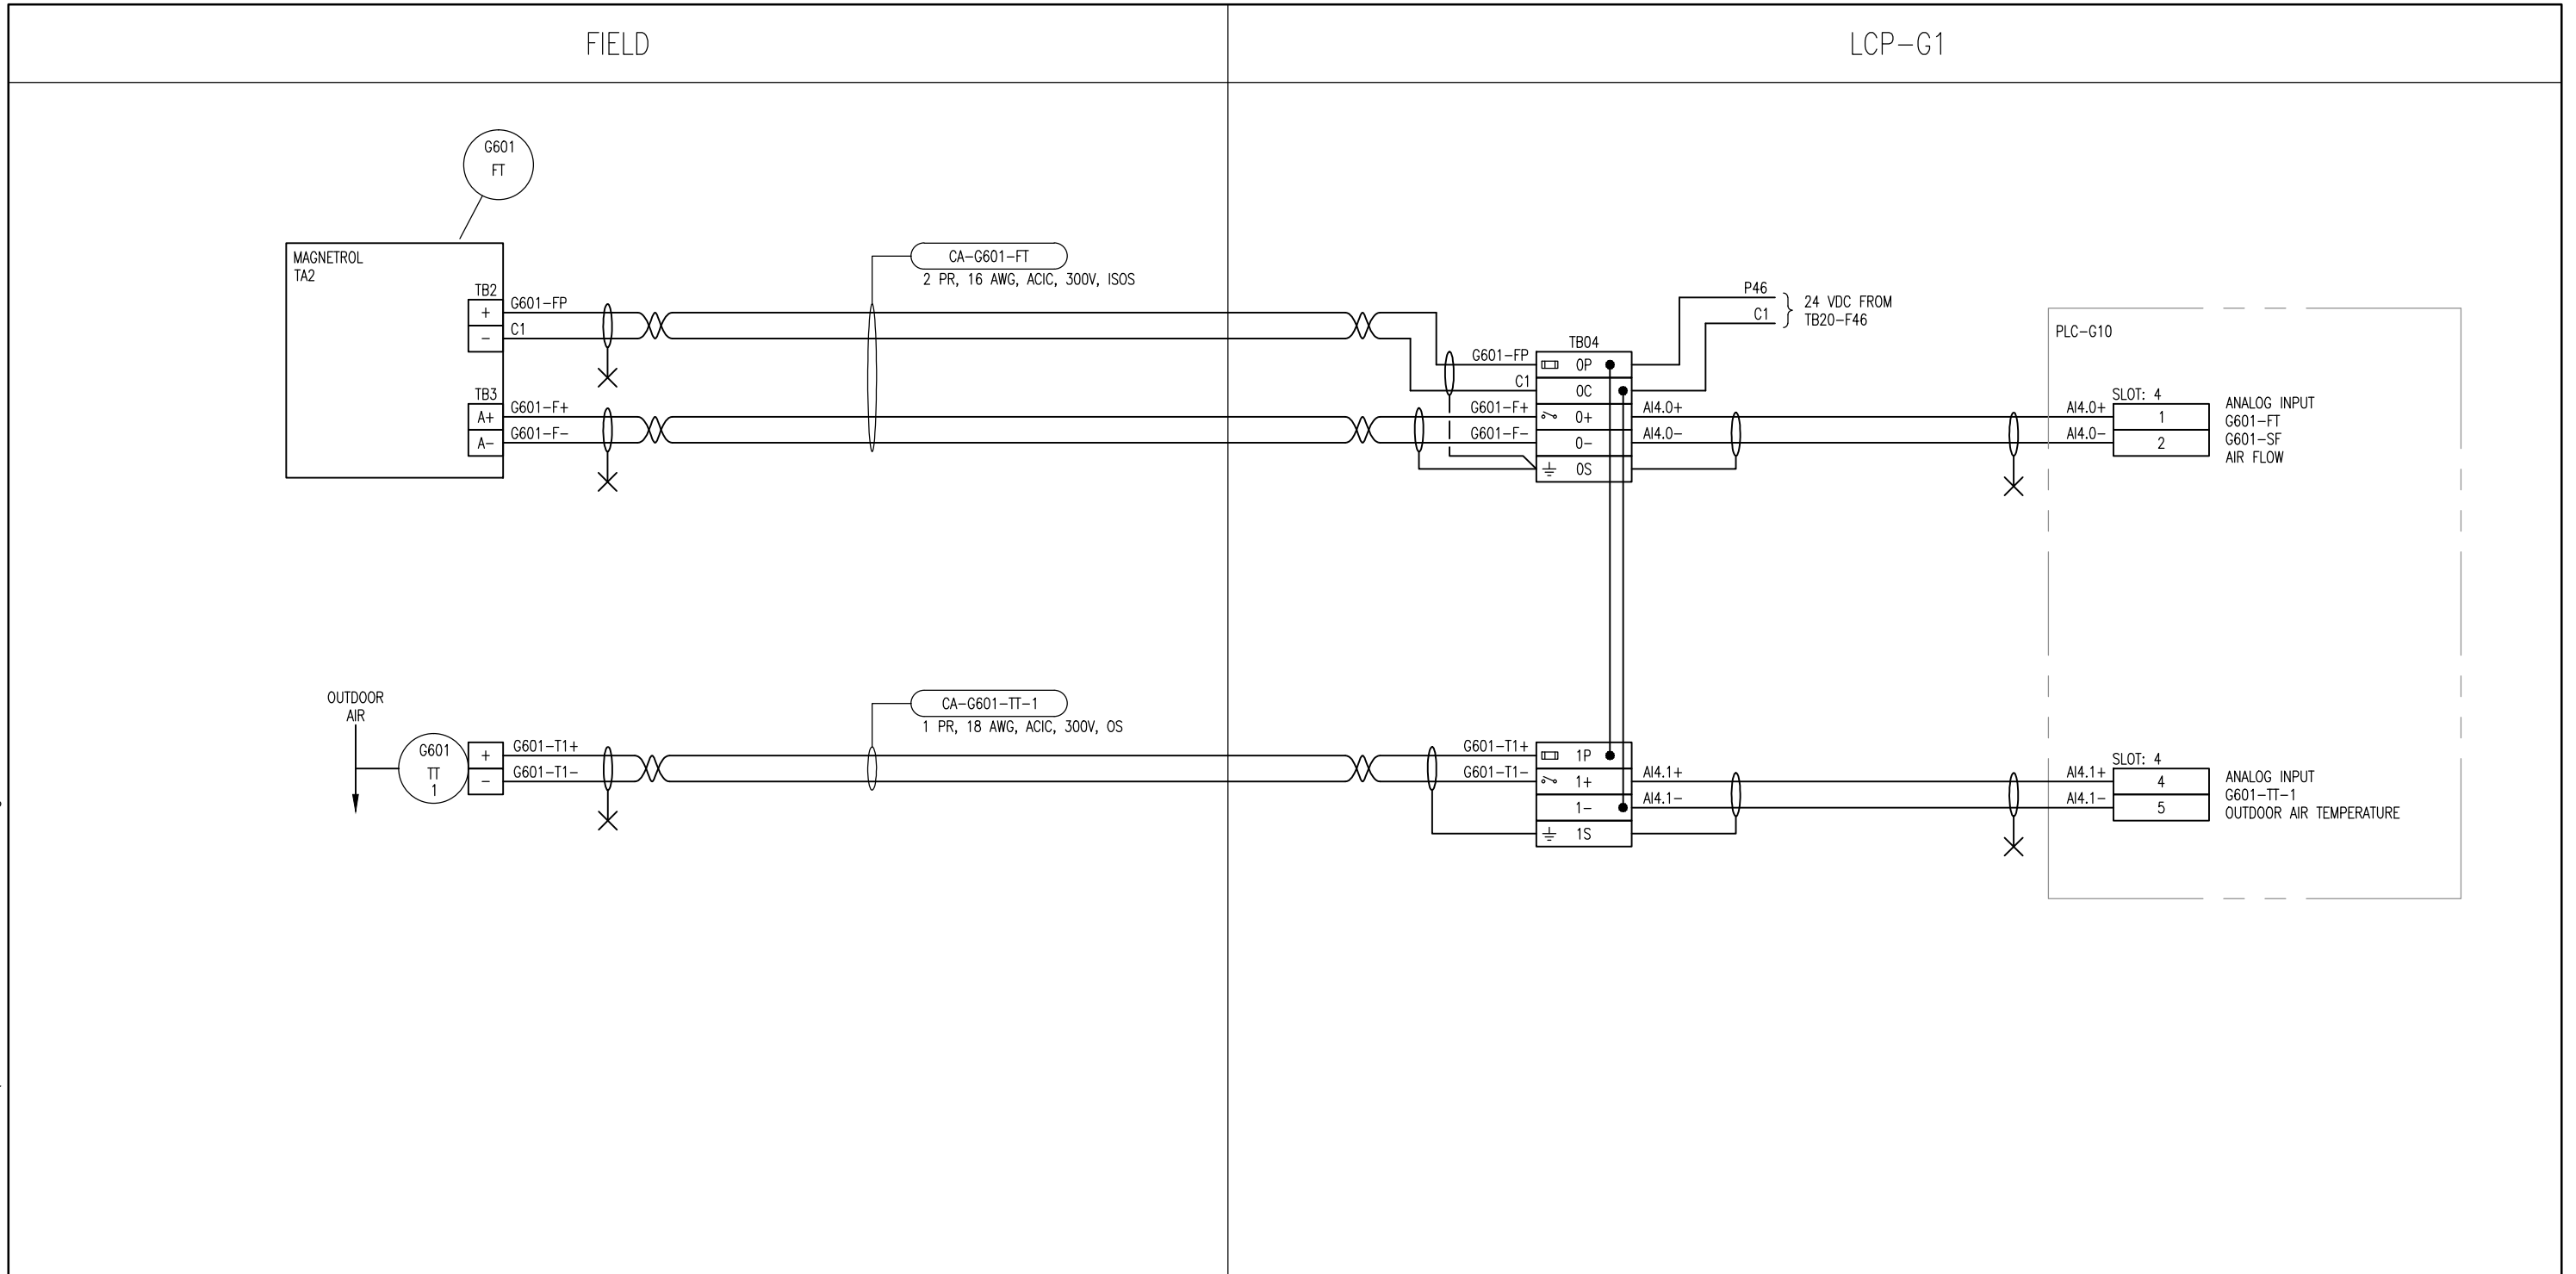 FIELD
LCP-G1
G601
FT
MAGNETROL
TA2
TB2
+
-
G601-FP
C1
TB3
A+
A-
G601-F+
G601-F-
CA-G601-FT
2 PR, 16 AWG, ACIC, 300V, ISOS
P46
C1
24 VDC FROM
TB20-F46
TB04
G601-FP
0P
C1
0C
G601-F+
0+
AI4.0+
G601-F-
0-
AI4.0-
0S
PLC-G10
SLOT: 4
AI4.0+
1
AI4.0-
2
ANALOG INPUT
G601-FT
G601-SF
AIR FLOW
OUTDOOR
AIR
G601
TT
1
+
-
G601-T1+
G601-T1-
CA-G601-TT-1
1 PR, 18 AWG, ACIC, 300V, OS
G601-T1+
1P
G601-T1-
1+
AI4.1+
1-
AI4.1-
1S
SLOT: 4
AI4.1+
4
AI4.1-
5
ANALOG INPUT
G601-TT-1
OUTDOOR AIR TEMPERATURE